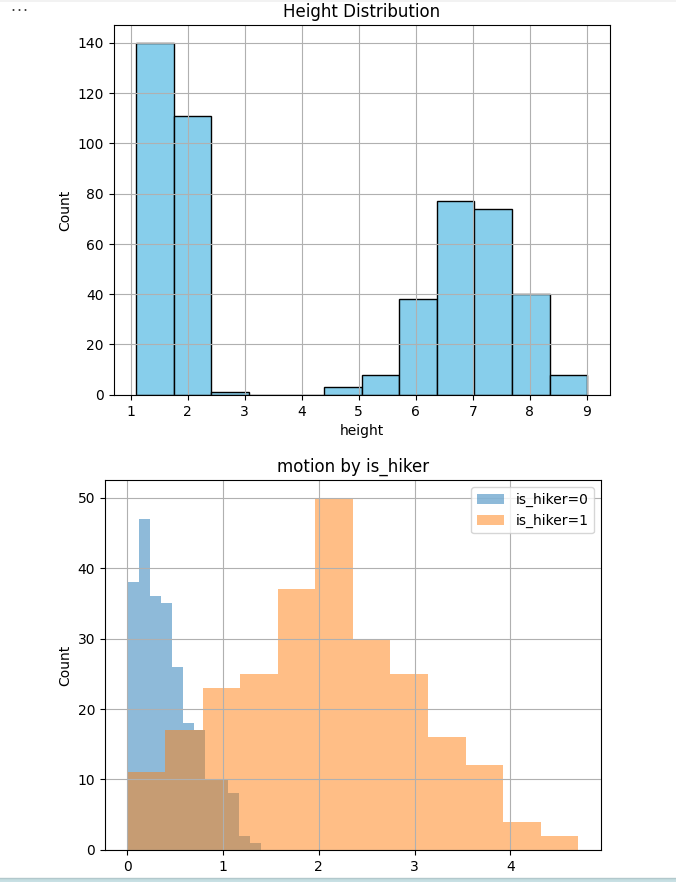 ...
Height Distribution
140
120
100
80
60
40
20
0
Count
1 2 3 4 5 6 7 8 9
height
motion by is_hiker
is_hiker=0
is_hiker=1
50
40
30
20
10
0
Count
0 1 2 3 4